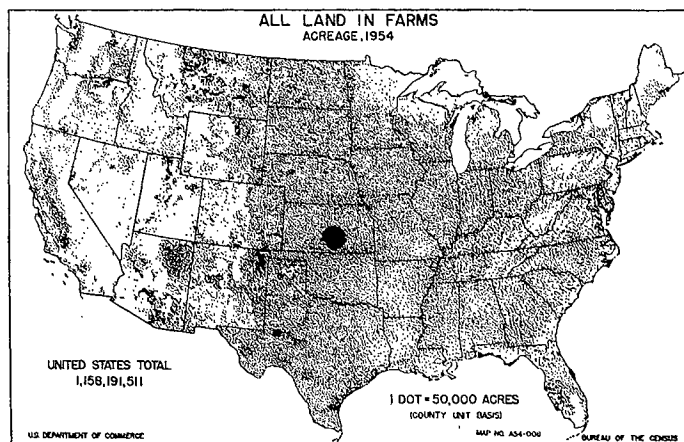 ALL LAND IN FARMS
ACREAGE, 1954
UNITED STATES TOTAL
1,158,191,511
1 DOT = 50,000 ACRES
(COUNTY UNIT BASIS)
U.S. DEPARTMENT OF COMMERCE
MAP NO. A54-008
BUREAU OF THE CENSUS